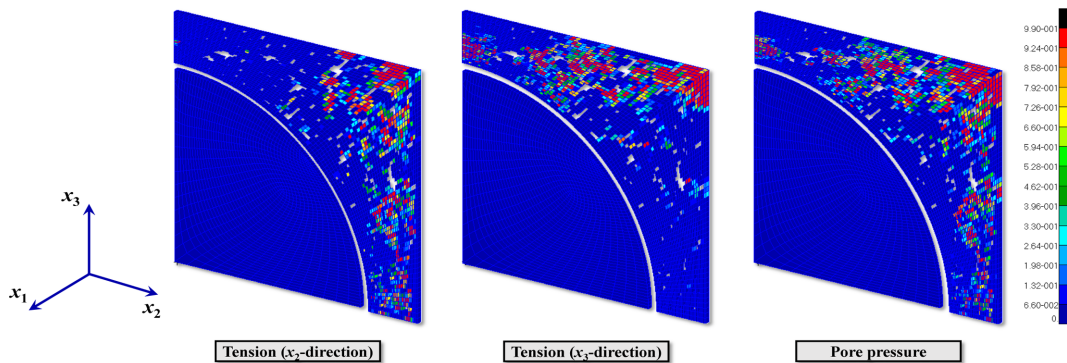 9.90-001
9.24-001
8.58-001
7.92-001
7.26-001
6.60-001
5.94-001
5.28-001
4.62-001
3.96-001
3.30-001
2.64-001
1.98-001
1.32-001
6.60-002
0
x3
x1
x2
Tension (x2-direction)
Tension (x3-direction)
Pore pressure